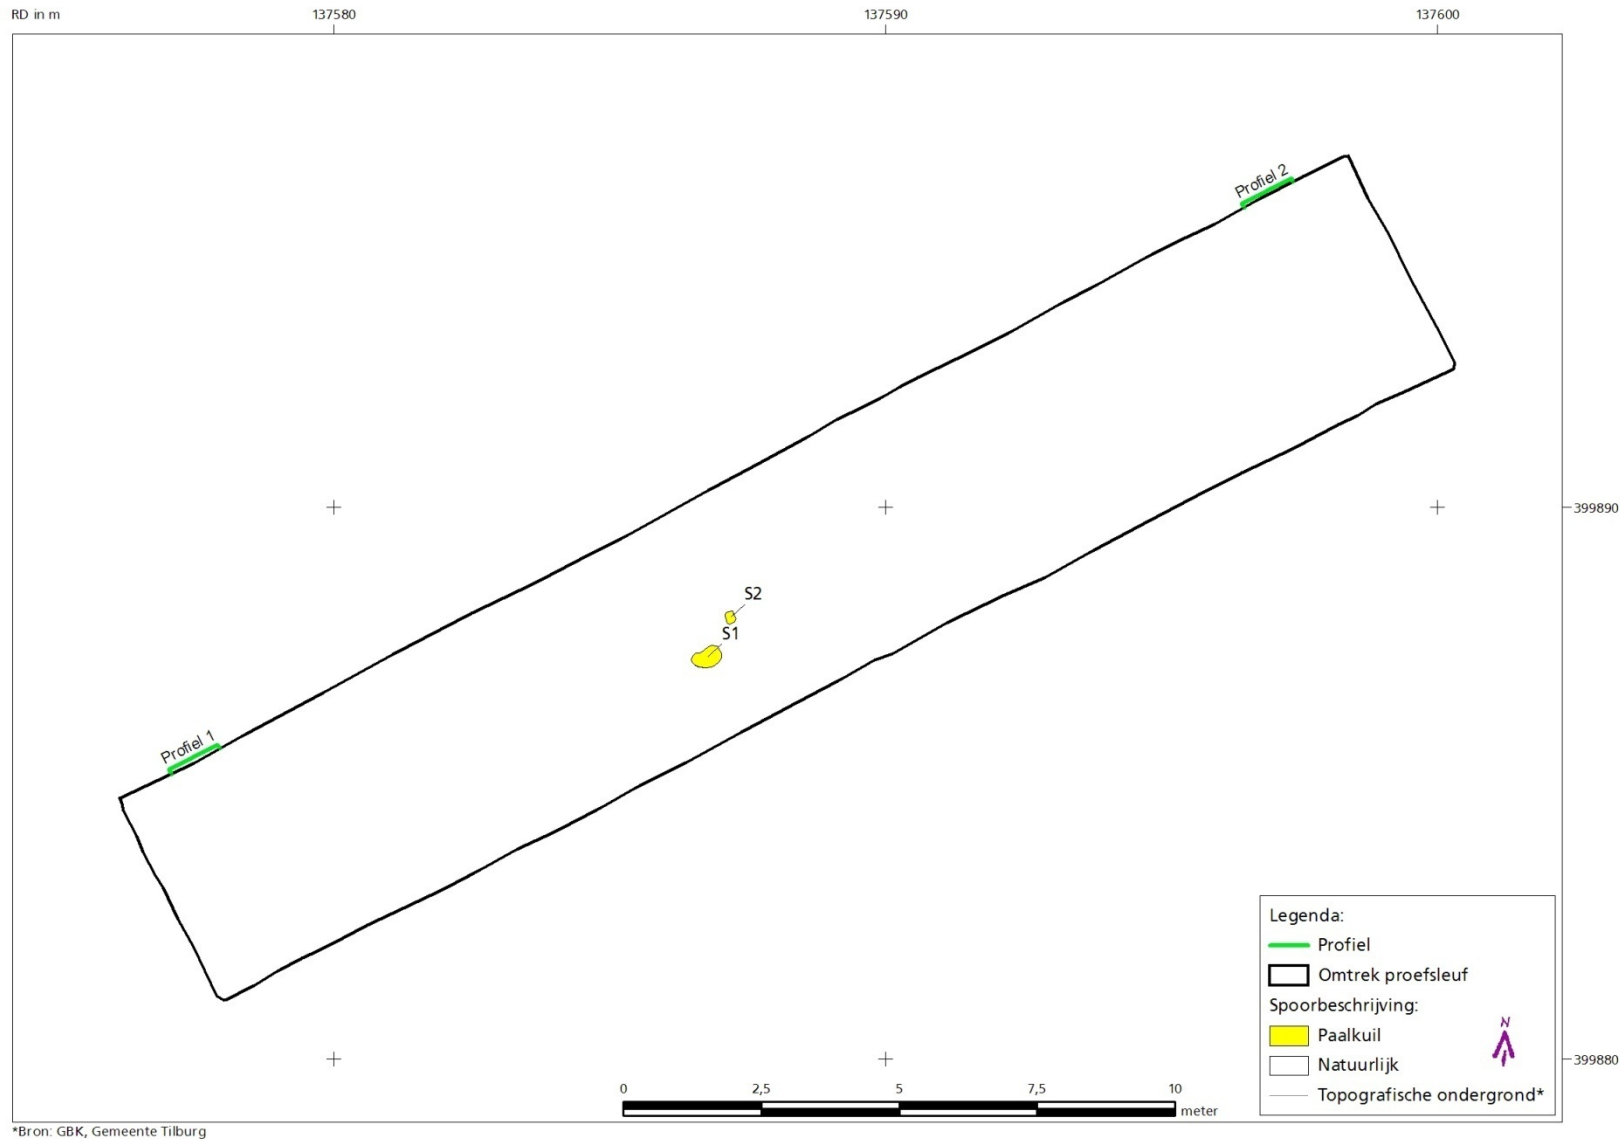 RD in m
137580
137590
137600
Profiel 2
399890
S2
S1
Profiel 1
Legenda:
Profiel
Omtrek proefsleuf
Spoorbeschrijving:
Paalkuil
N
Natuurlijk
399880
Topografische ondergrond*
0 2,5 5 7,5 10
meter
*Bron: GBK, Gemeente Tilburg